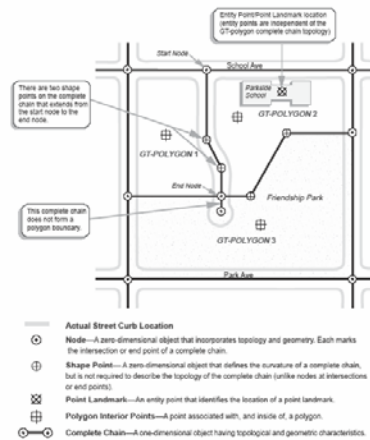 Entity Point/Point Landmark location
(entity points are independent of the
GT-polygon complete chain topology)
Start Node
School Ave
There are two shape
points on the complete
chain that extends from
the start node to the
end node.
Parkside
School
GT-POLYGON 2
GT-POLYGON 1
End Node
Friendship Park
This complete chain
does not form a
polygon boundary.
GT-POLYGON 3
Park Ave
Actual Street Curb Location
Node—A zero-dimensional object that incorporates topology and geometry. Each marks
the intersection or end point of a complete chain.
Shape Point—A zero-dimensional object that defines the curvature of a complete chain,
but is not required to describe the topology of the complete chain (unlike nodes at intersections
or end points).
Point Landmark—An entity point that identifies the location of a point landmark.
Polygon Interior Points—A point associated with, and inside of, a polygon.
Complete Chain—A one-dimensional object having topological and geometric characteristics.